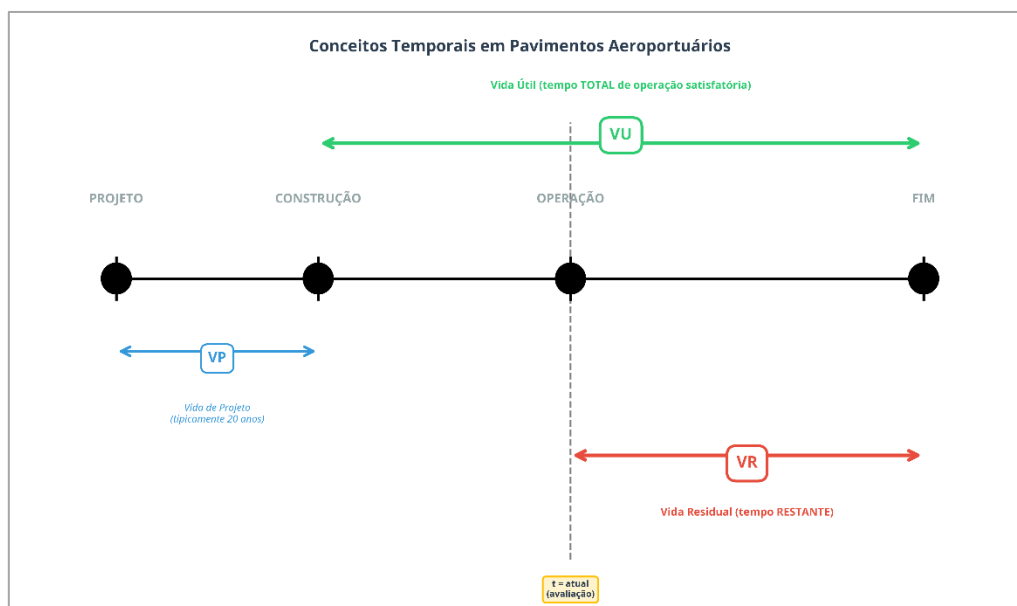 Conceitos Temporais em Pavimentos Aeroportuários
Vida Útil (tempo TOTAL de operação satisfatória)
VU
PROJETO
CONSTRUÇÃO
OPERAÇÃO
FIM
VP
Vida de Projeto
(tipicamente 20 anos)
VR
Vida Residual (tempo RESTANTE)
t = atual
(avaliação)